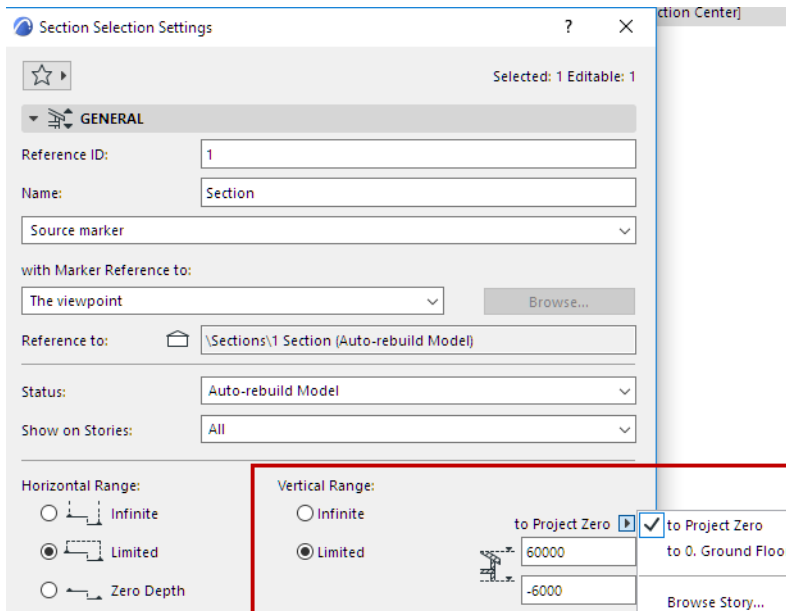 ction Center]
Section Selection Settings ?
Selected: 1 Editable: 1
GENERAL
Reference ID: 1
Name: Section
Source marker
with Marker Reference to:
The viewpoint Browse...
Reference to: \Sections\1 Section (Auto-rebuild Model)
Status: Auto-rebuild Model
Show on Stories: All
Horizontal Range: Vertical Range:
Infinite Infinite
to Project Zero to Project Zero
Limited Limited 60000 to 0. Ground Floo
Zero Depth -6000
Browse Story...